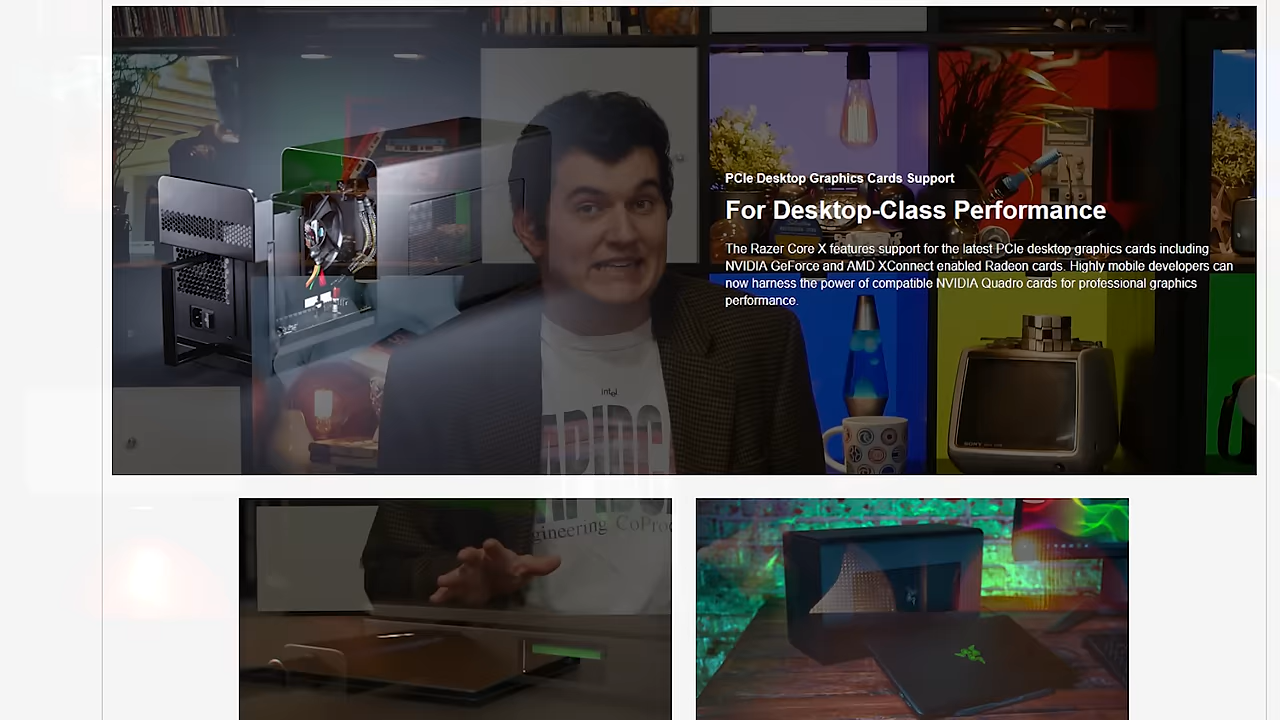 PCIe Desktop Graphics Cards Support
For Desktop-Class Performance
The Razer Core X features support for the latest PCIe desktop graphics cards including
NVIDIA GeForce and AMD XConnect enabled Radeon cards. Highly mobile developers can
now harness the power of compatible NVIDIA Quadro cards for professional graphics
performance.
intel
SONY